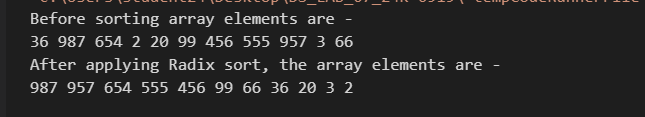 Before sorting array elements are -
36 987 654 2 20 99 456 555 957 3 66
After applying Radix sort, the array elements are -
987 957 654 555 456 99 66 36 20 3 2